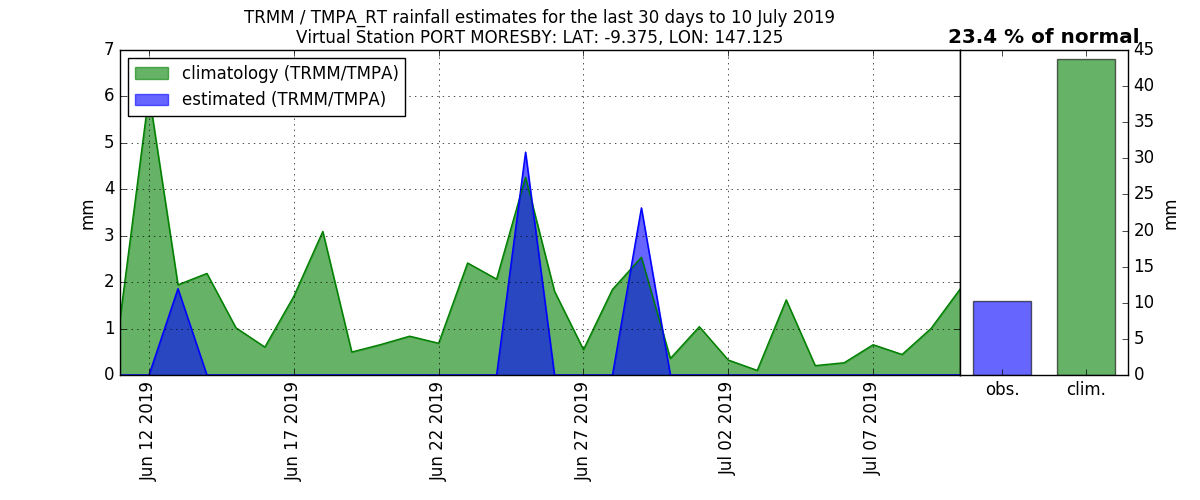 TRMM / TMPA_RT rainfall estimates for the last 30 days to 10 July 2019
Virtual Station PORT MORESBY: LAT: -9.375, LON: 147.125
23.4 % of normal
climatology (TRMM/TMPA)
estimated (TRMM/TMPA)
7
6
5
4
3
2
1
0
mm
Jun 12 2019
Jun 17 2019
Jun 22 2019
Jun 27 2019
Jul 02 2019
Jul 07 2019
45
40
35
30
25
20
15
10
5
0
mm
obs.
clim.